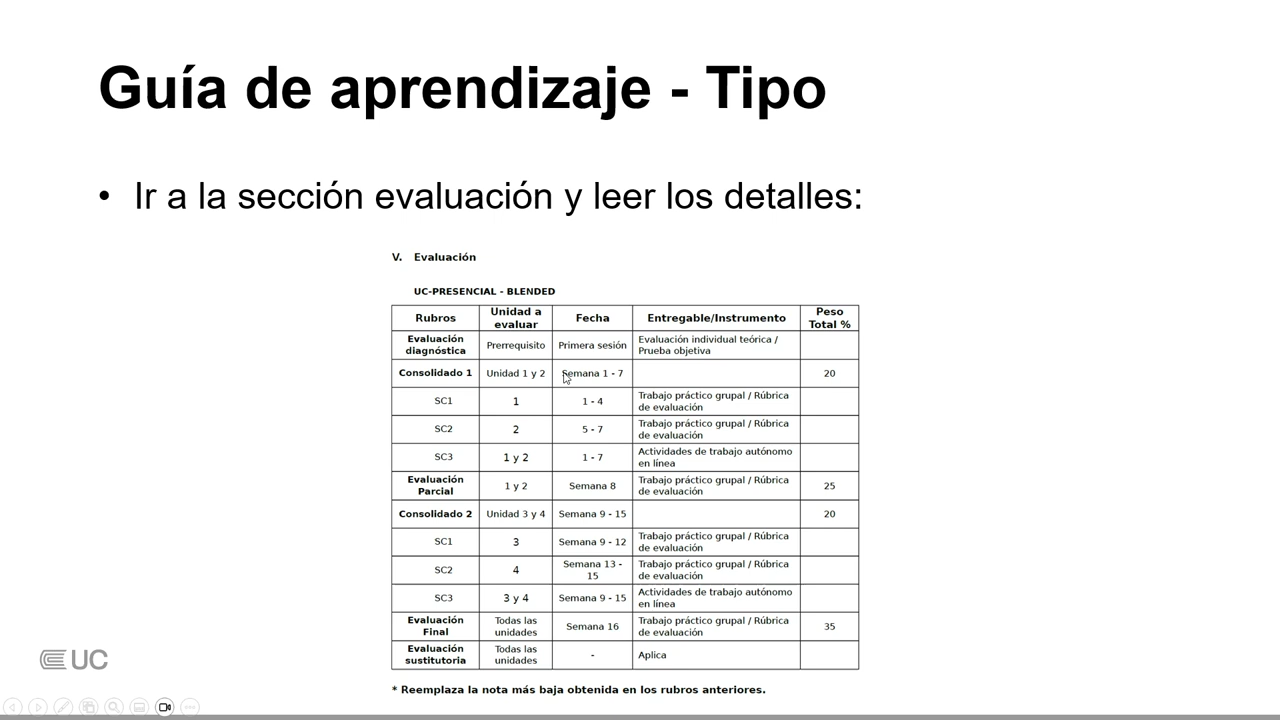 Guía de aprendizaje - Tipo
• Ir a la sección evaluación y leer los detalles:
V. Evaluación
UC-PRESENCIAL - BLENDED
Rubros Unidad a evaluar Fecha Entregable/Instrumento Peso Total %
Evaluación diagnóstica Prerrequisito Primera sesión Evaluación individual teórica / Prueba objetiva
Consolidado 1 Unidad 1 y 2 Semana 1 - 7 20
SC1 1 1 - 4 Trabajo práctico grupal / Rúbrica de evaluación
SC2 2 5 - 7 Trabajo práctico grupal / Rúbrica de evaluación
SC3 1 y 2 1 - 7 Actividades de trabajo autónomo en línea
Evaluación Parcial 1 y 2 Semana 8 Trabajo práctico grupal / Rúbrica de evaluación 25
Consolidado 2 Unidad 3 y 4 Semana 9 - 15 20
SC1 3 Semana 9 - 12 Trabajo práctico grupal / Rúbrica de evaluación
SC2 4 Semana 13 - 15 Trabajo práctico grupal / Rúbrica de evaluación
SC3 3 y 4 Semana 9 - 15 Actividades de trabajo autónomo en línea
Evaluación Final Todas las unidades Semana 16 Trabajo práctico grupal / Rúbrica de evaluación 35
Evaluación sustitutoria Todas las unidades - Aplica
* Reemplaza la nota más baja obtenida en los rubros anteriores.
UC